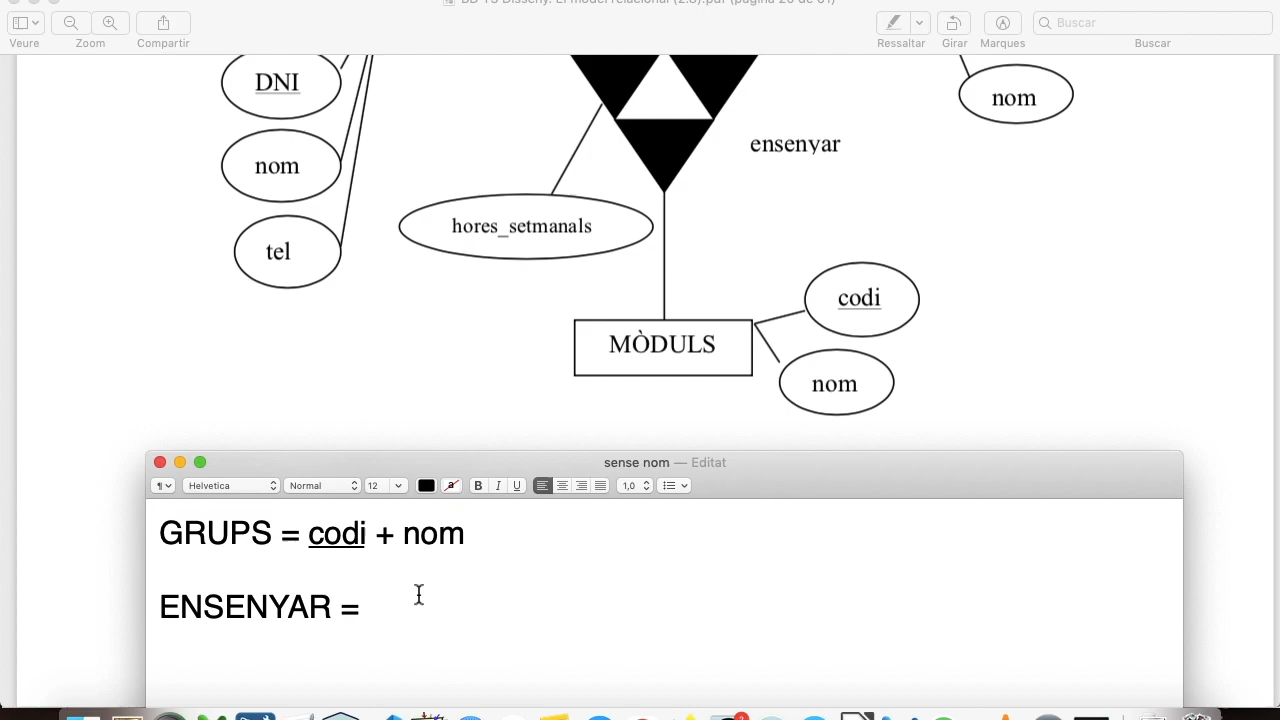 Veure
Zoom
Compartir
Ressaltar
Girar
Marques
Buscar
Buscar
DNI
nom
tel
hores_setmanals
ensenyar
nom
codi
MÒDULS
nom
sense nom — Editat
Helvetica
Normal
12
a
B I U
1,0
GRUPS = codi + nom
ENSENYAR =